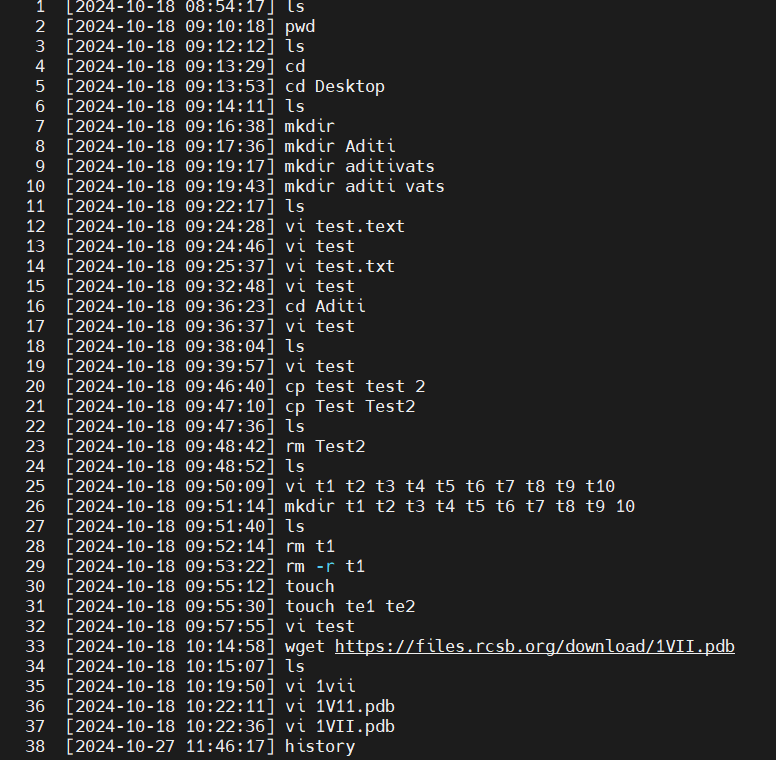 1 [2024-10-18 08:54:17] ls
2 [2024-10-18 09:10:18] pwd
3 [2024-10-18 09:12:12] ls
4 [2024-10-18 09:13:29] cd
5 [2024-10-18 09:13:53] cd Desktop
6 [2024-10-18 09:14:11] ls
7 [2024-10-18 09:16:38] mkdir
8 [2024-10-18 09:17:36] mkdir Aditi
9 [2024-10-18 09:19:17] mkdir aditivats
10 [2024-10-18 09:19:43] mkdir aditi vats
11 [2024-10-18 09:22:17] ls
12 [2024-10-18 09:24:28] vi test.text
13 [2024-10-18 09:24:46] vi test
14 [2024-10-18 09:25:37] vi test.txt
15 [2024-10-18 09:32:48] vi test
16 [2024-10-18 09:36:23] cd Aditi
17 [2024-10-18 09:36:37] vi test
18 [2024-10-18 09:38:04] ls
19 [2024-10-18 09:39:57] vi test
20 [2024-10-18 09:46:40] cp test test 2
21 [2024-10-18 09:47:10] cp Test Test2
22 [2024-10-18 09:47:36] ls
23 [2024-10-18 09:48:42] rm Test2
24 [2024-10-18 09:48:52] ls
25 [2024-10-18 09:50:09] vi t1 t2 t3 t4 t5 t6 t7 t8 t9 t10
26 [2024-10-18 09:51:14] mkdir t1 t2 t3 t4 t5 t6 t7 t8 t9 10
27 [2024-10-18 09:51:40] ls
28 [2024-10-18 09:52:14] rm t1
29 [2024-10-18 09:53:22] rm -r t1
30 [2024-10-18 09:55:12] touch
31 [2024-10-18 09:55:30] touch te1 te2
32 [2024-10-18 09:57:55] vi test
33 [2024-10-18 10:14:58] wget https://files.rcsb.org/download/1VII.pdb
34 [2024-10-18 10:15:07] ls
35 [2024-10-18 10:19:50] vi 1vii
36 [2024-10-18 10:22:11] vi 1V11.pdb
37 [2024-10-18 10:22:36] vi 1VII.pdb
38 [2024-10-27 11:46:17] history